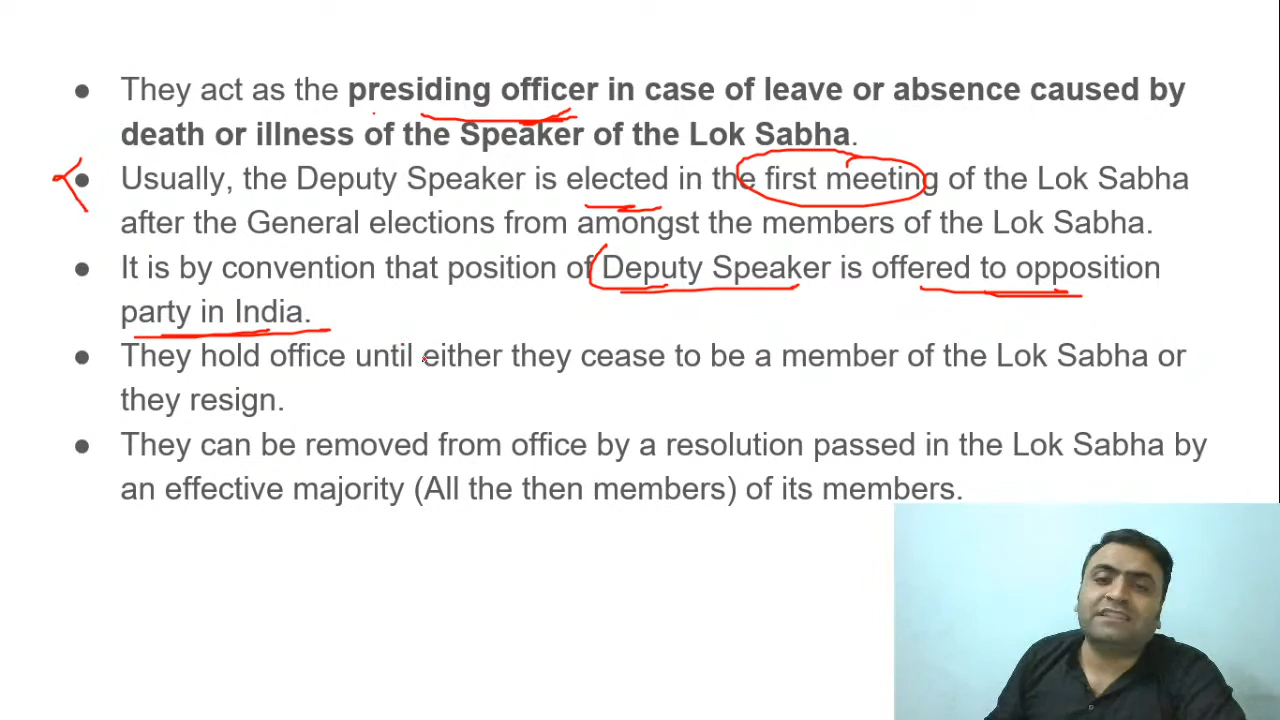 ● They act as the presiding officer in case of leave or absence caused by
death or illness of the Speaker of the Lok Sabha.
● Usually, the Deputy Speaker is elected in the first meeting of the Lok Sabha
after the General elections from amongst the members of the Lok Sabha.
● It is by convention that position of Deputy Speaker is offered to opposition
party in India.
● They hold office until either they cease to be a member of the Lok Sabha or
they resign.
● They can be removed from office by a resolution passed in the Lok Sabha by
an effective majority (All the then members) of its members.